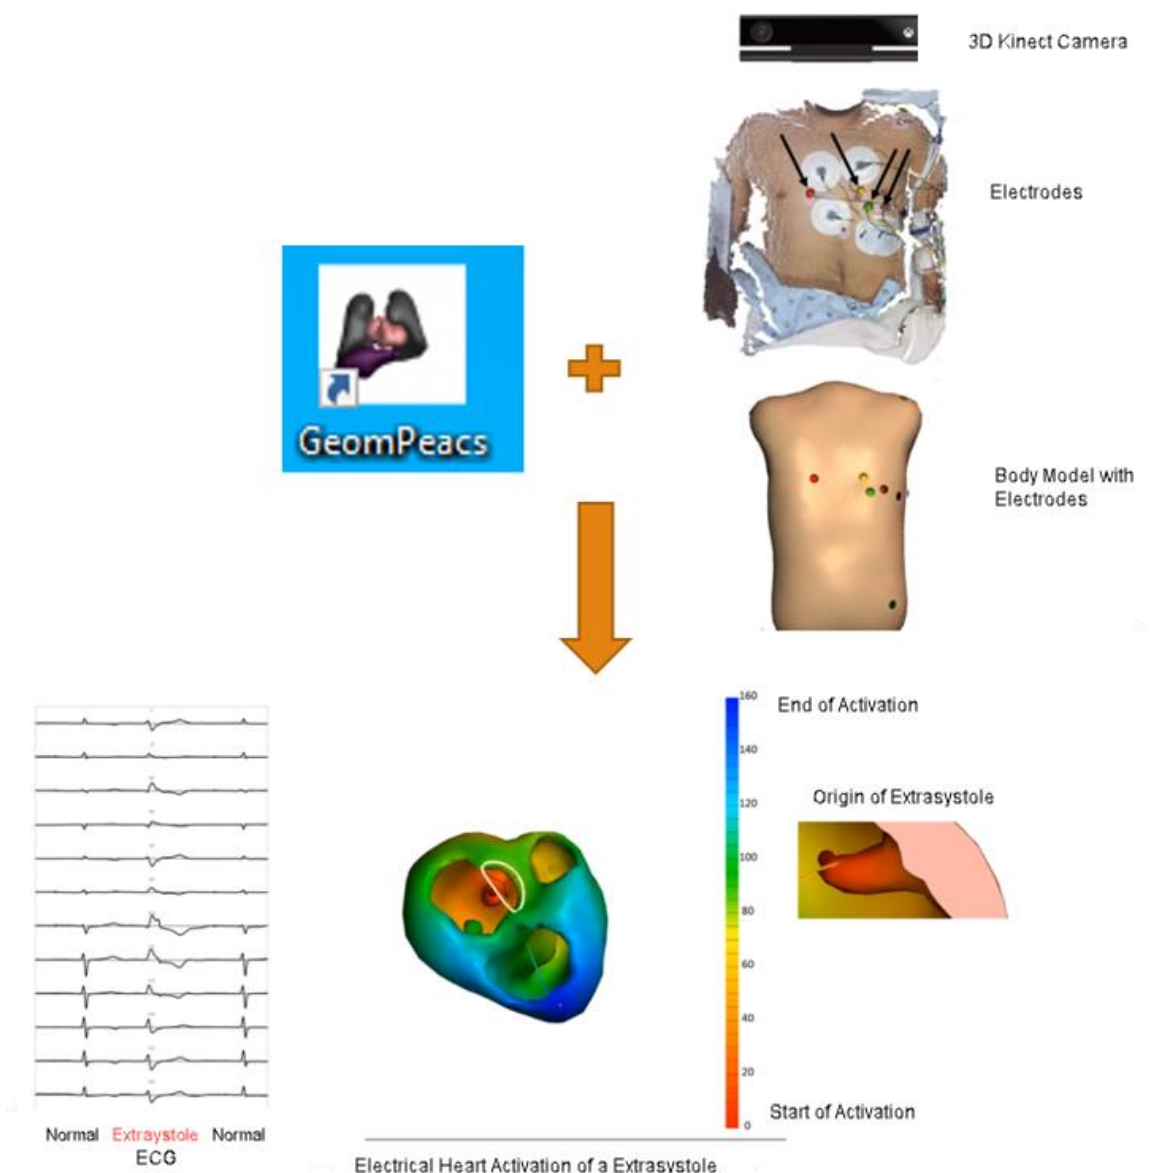 3D Kinect Camera
Electrodes
GeomPeacs
Body Model with
Electrodes
160
End of Activation
140
Origin of Extrasystole
120
100
80
60
40
20
Start of Activation
0
Normal Extraystole Normal
ECG
Electrical Heart Activation of a Extrasystole